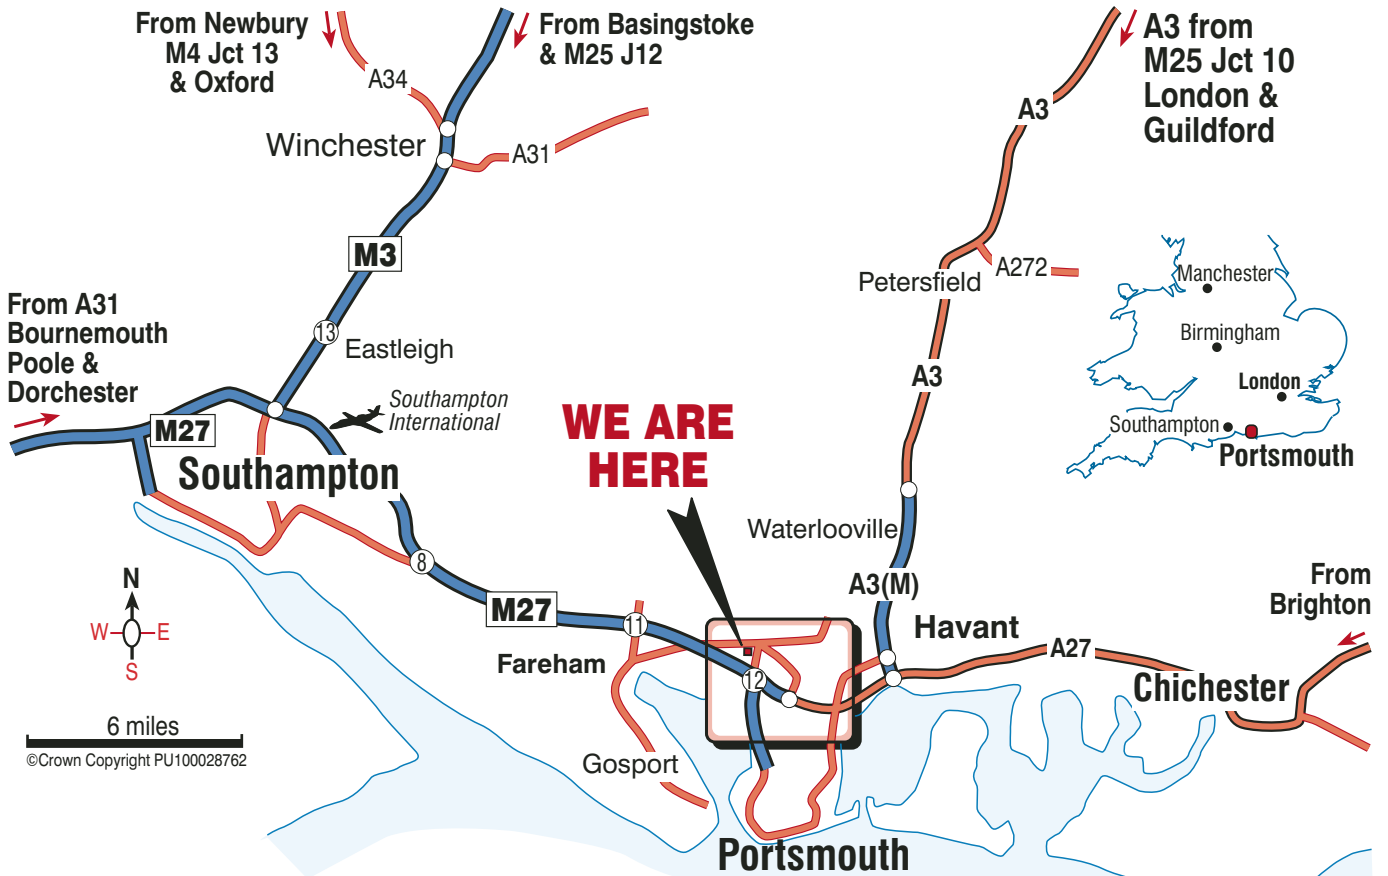 From Newbury
M4 Jct 13
& Oxford
From Basingstoke
& M25 J12
A3 from
M25 Jct 10
London &
Guildford
A34
A3
Winchester
A31
M3
A272
Petersfield
Manchester
From A31
Bournemouth
Poole &
Dorchester
13
Eastleigh
Birmingham
A3
London
Southampton
International
M27
WE ARE
HERE
Southampton
Portsmouth
Southampton
Waterlooville
8
A3(M)
From
Brighton
N
W
E
S
M27
11
Havant
A27
Fareham
12
Chichester
6 miles
©Crown Copyright PU100028762
Gosport
Portsmouth